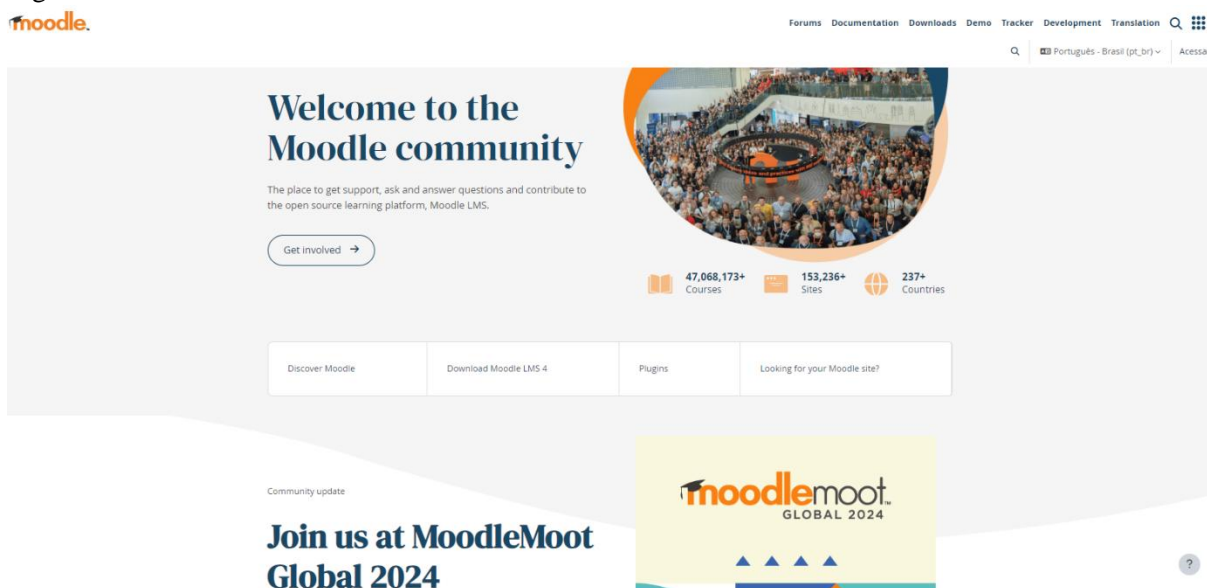 moodle.
Forums Documentation Downloads Demo Tracker Development Translation
Português - Brasil (pt_br)
Acessa
Welcome to the
Moodle community
The place to get support, ask and answer questions and contribute to
the open source learning platform, Moodle LMS.
Get involved →
47,068,173+
Courses
153,236+
Sites
237+
Countries
Discover Moodle
Download Moodle LMS 4
Plugins
Looking for your Moodle site?
Community update
Join us at MoodleMoot
Global 2024
moodlemoot
GLOBAL 2024
?